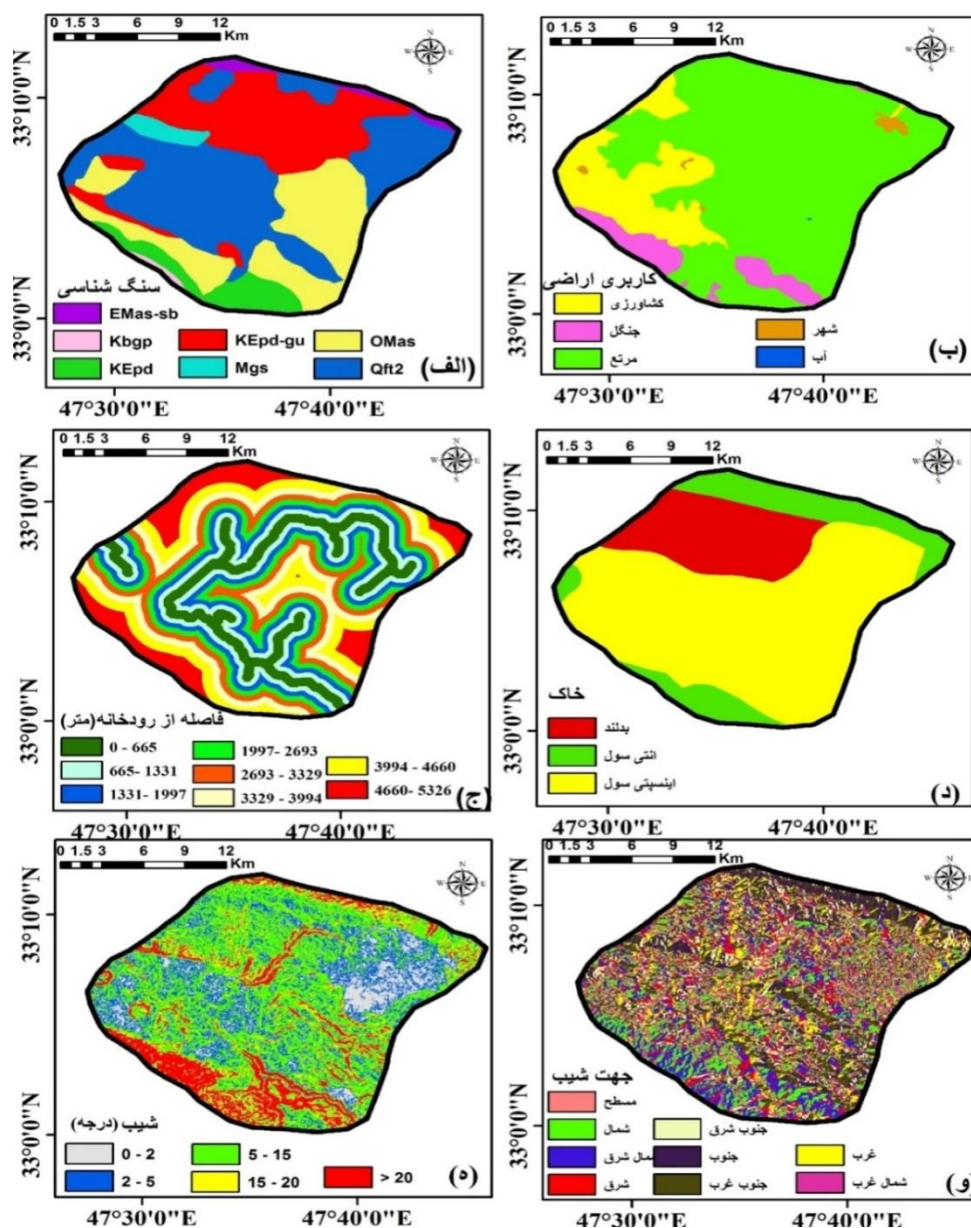 0 1.5 3 6 9 12
Km
N
W E
S
33°10'0"N
33°0'0"N
سنگ شناسی
EMas-sb
Kbgp KEpd-gu OMas
KEpd Mgs Qft2
(الف)
47°30'0"E 47°40'0"E
0 1.5 3 6 9 12
Km
N
W E
S
33°10'0"N
33°0'0"N
کاربری اراضی
کشاورزی
جنگل شهر
مرتع آب
(ب)
47°30'0"E 47°40'0"E
0 1.5 3 6 9 12
Km
N
W E
S
33°10'0"N
33°0'0"N
فاصله از رودخانه(متر)
0 - 665 1997- 2693
665- 1331 2693 - 3329 3994 - 4660
1331- 1997 3329 - 3994 4660- 5326
(ج)
47°30'0"E 47°40'0"E
0 1.5 3 6 9 12
Km
N
W E
S
33°10'0"N
33°0'0"N
خاک
بدلند
انتی سول
اینسپتی سول
(د)
47°30'0"E 47°40'0"E
0 1.5 3 6 9 12
Km
N
W E
S
33°10'0"N
33°0'0"N
شیب (درجه)
0 - 2 5 - 15
2 - 5 15 - 20 > 20
(ه)
47°30'0"E 47°40'0"E
0 1.5 3 6 9 12
Km
N
W
S
33°10'0"N
33°0'0"N
جهت شیب
مسطح
شمال جنوب شرق
شرق جنوب غرب
شرق جنوب غرب شمال غرب
(و)
47°30'0"E 47°40'0"E